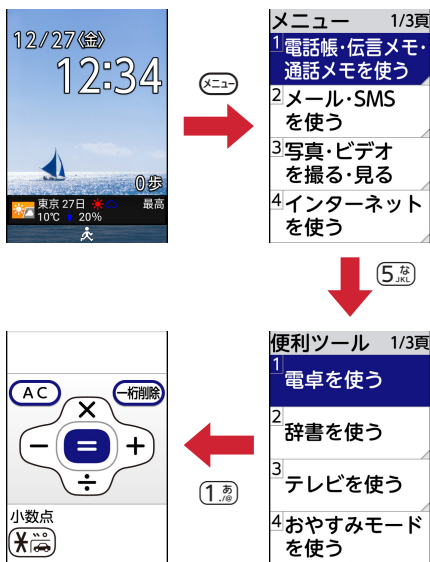 12/27(金)
12:34
0歩
東京 27日 最高
10℃ 20%
メニュー
メニュー 1/3頁
1 電話帳・伝言メモ・
通話メモを使う
2 メール・SMS
を使う
3 写真・ビデオ
を撮る・見る
4 インターネット
を使う
5 な JKL
便利ツール 1/3頁
1 電卓を使う
2 辞書を使う
3 テレビを使う
4 おやすみモード
を使う
1 あ ./@
AC 一桁削除
×
− = +
÷
小数点